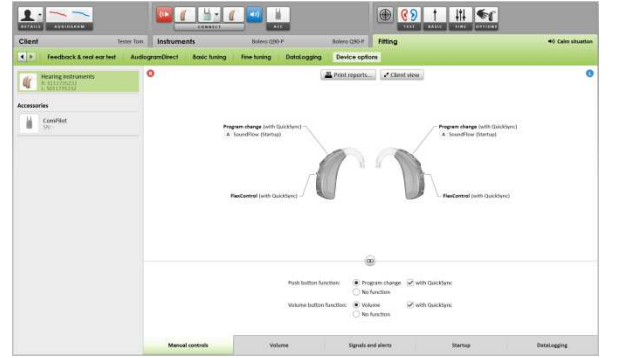 DETAILS AUDIOGRAM CONNECT REC TEST BASIC FINE OPTIONS
Client Tester Tom Instruments Bolero Q90-P Bolero Q90-P Fitting Calm situation
Feedback & real ear test AudiogramDirect Basic tuning Fine tuning DataLogging Device options
Hearing instruments
Print reports... Client view
Accessories
ComPilot
SN: -
Program change (with QuickSync)
A SoundFlow (Startup)
Program change (with QuickSync)
A SoundFlow (Startup)
FlexControl (with QuickSync)
FlexControl (with QuickSync)
Push button function: Program change with QuickSync
No function
Volume button function: Volume with QuickSync
No function
Manual controls Volume Signals and alerts Startup DataLogging